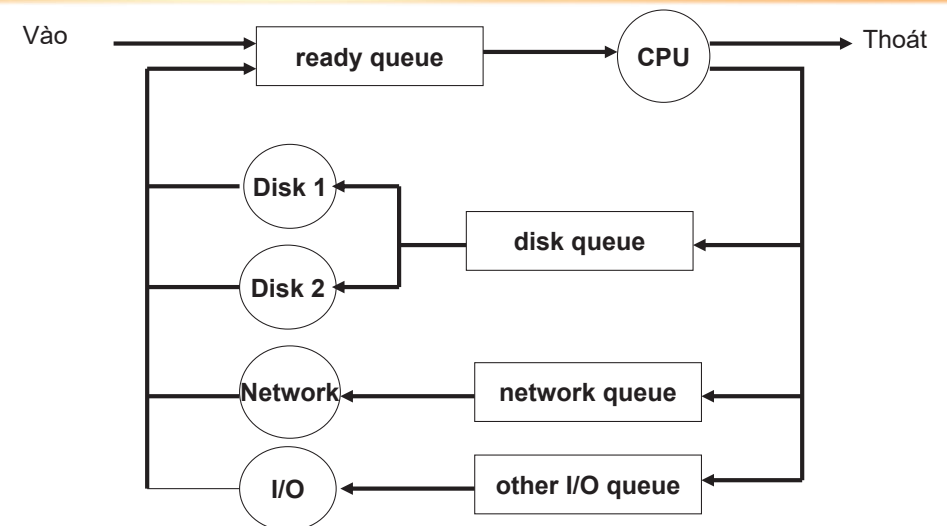 Vào
ready queue
CPU
Thoát
Disk 1
disk queue
Disk 2
Network
network queue
I/O
other I/O queue